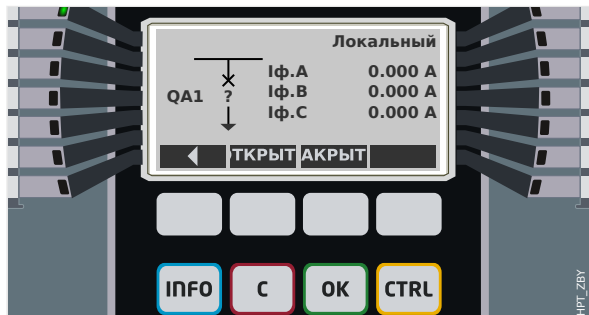 Локальный
Iф.A 0.000 A
QA1 ? Iф.B 0.000 A
Iф.C 0.000 A
ТКРЫТ АКРЫТ
INFO C OK CTRL
HPT_ZBY